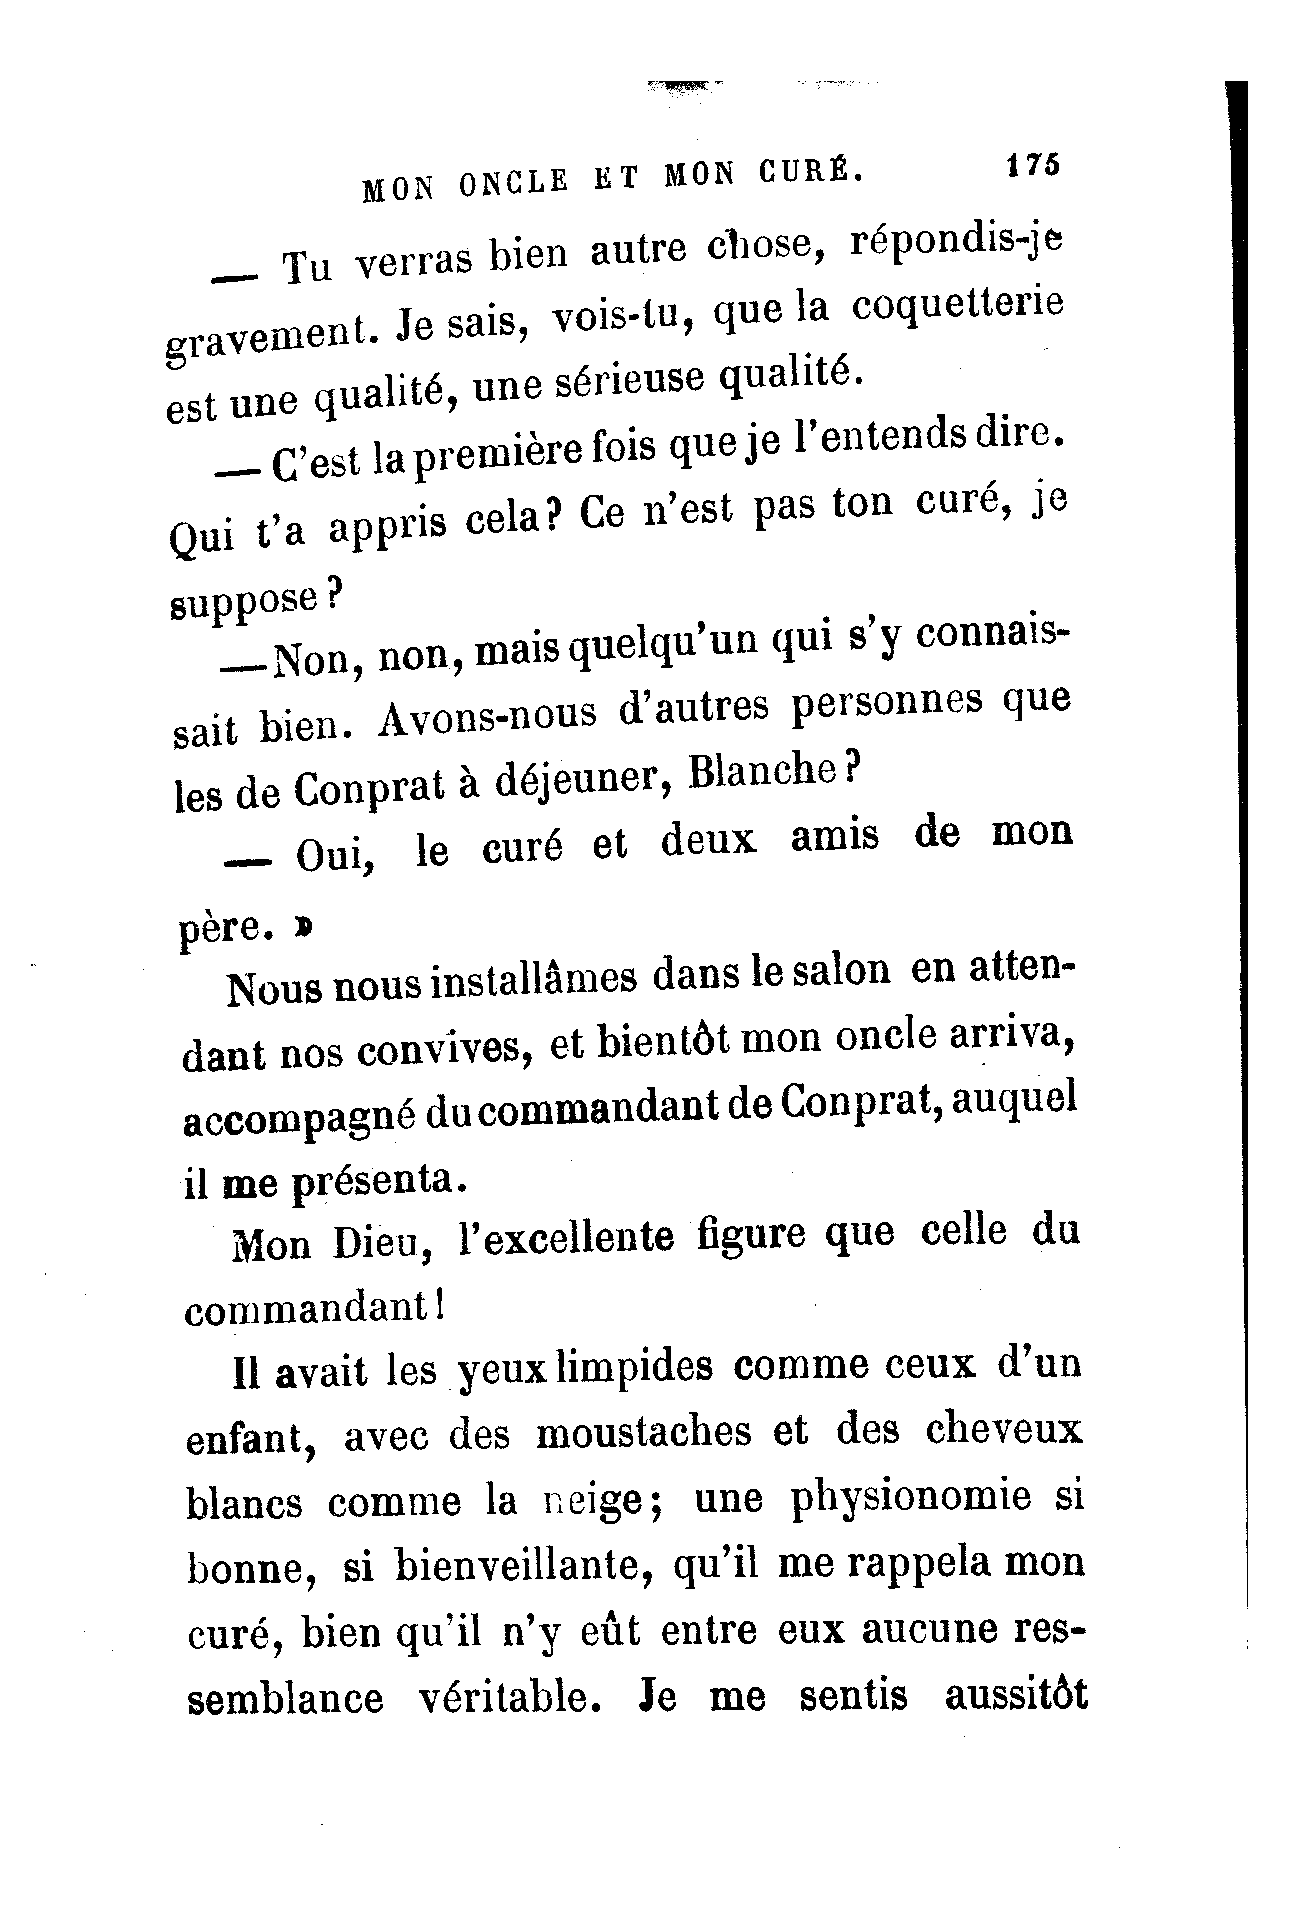 MON ONCLE ET MON CURÉ. 175
— Tu verras bien autre chose, répondis-je
gravement. Je sais, vois-tu, que la coquetterie
est une qualité, une sérieuse qualité.
— C'est la première fois que je l'entends dire.
Qui t'a appris cela? Ce n'est pas ton curé, je
suppose?
— Non, non, mais quelqu'un qui s'y connais-
sait bien. Avons-nous d'autres personnes que
les de Conprat à déjeuner, Blanche?
— Oui, le curé et deux amis de mon
père. »
Nous nous installâmes dans le salon en atten-
dant nos convives, et bientôt mon oncle arriva,
accompagné du commandant de Conprat, auquel
il me présenta.
Mon Dieu, l'excellente figure que celle du
commandant!
Il avait les yeux limpides comme ceux d'un
enfant, avec des moustaches et des cheveux
blancs comme la neige; une physionomie si
bonne, si bienveillante, qu'il me rappela mon
curé, bien qu'il n'y eût entre eux aucune res-
semblance véritable. Je me sentis aussitôt